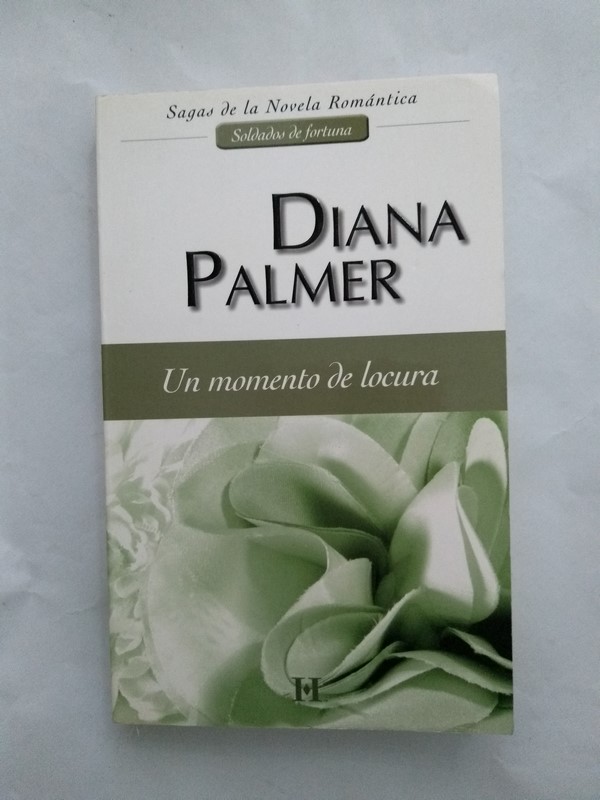 Sagas de la Novela Romántica
Soldados de fortuna
DIANA
PALMER
Un momento de locura
H